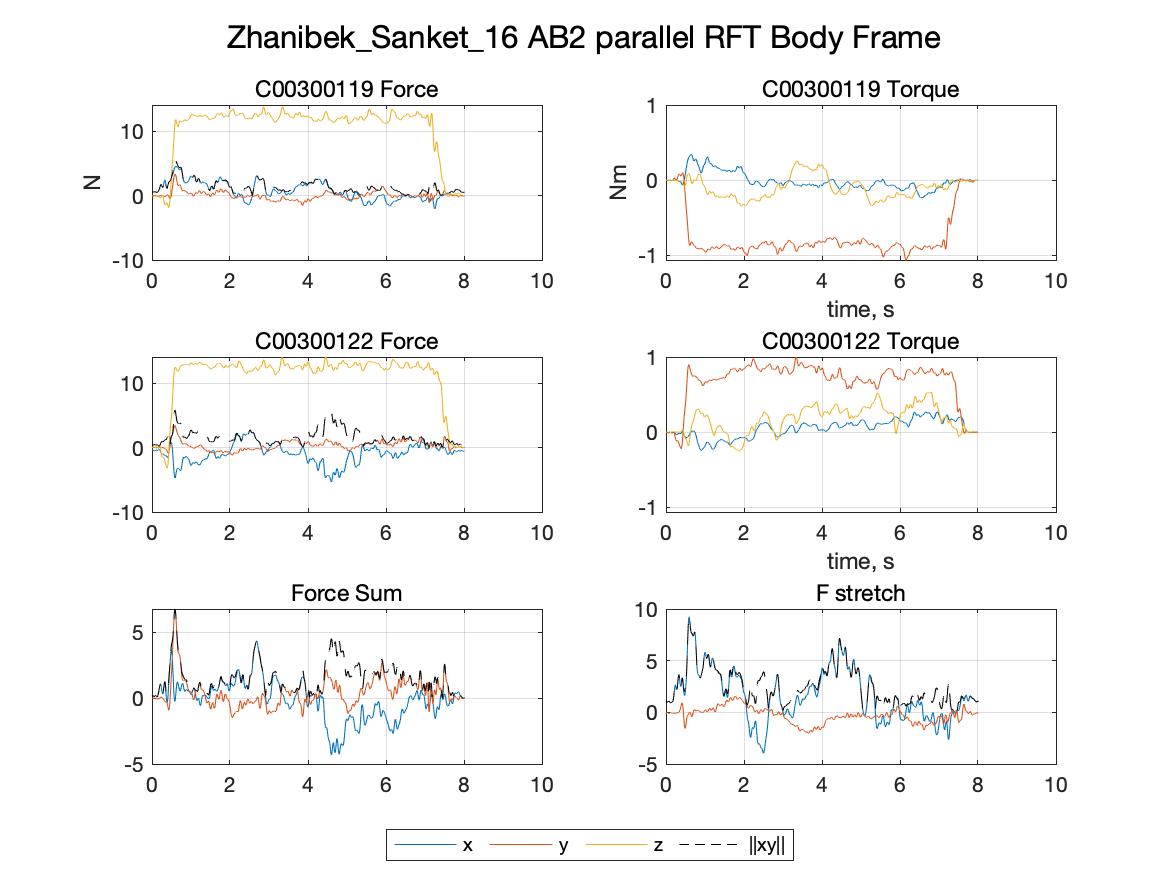 Zhanibek_Sanket_16 AB2 parallel RFT Body Frame
C00300119 Force
C00300119 Torque
10
0
-10
N
0 2 4 6 8 10
1
0
-1
Nm
0 2 4 6 8 10
time, s
C00300122 Force
C00300122 Torque
10
0
-10
0 2 4 6 8 10
1
0
-1
0 2 4 6 8 10
time, s
Force Sum
F stretch
5
0
-5
0 2 4 6 8 10
10
5
0
-5
0 2 4 6 8 10
x y z ||xy||